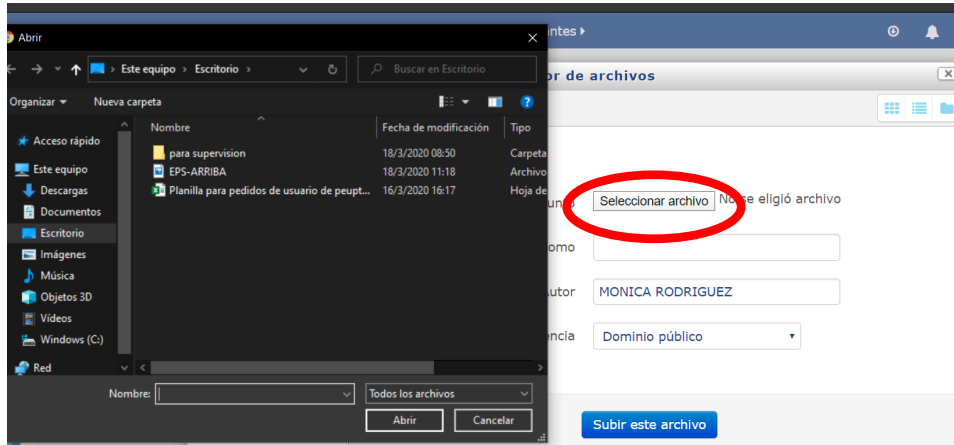 Abrir
Este equipo > Escritorio >
Buscar en Escritorio
Organizar
Nueva carpeta
Nombre
Fecha de modificación
Tipo
Acceso rápido
Este equipo
Descargas
Documentos
Escritorio
Imágenes
Música
Objetos 3D
Vídeos
Windows (C:)
Red
para supervision 18/3/2020 08:50 Carpeta
EPS-ARRIBA 18/3/2020 11:18 Archivo
Planilla para pedidos de usuario de peupt... 16/3/2020 16:17 Hoja de
Nombre:
Todos los archivos
Abrir
Cancelar
ntes
or de archivos
Seleccionar archivo
se eligió archivo
omo
utor
MONICA RODRIGUEZ
encia
Dominio público
Subir este archivo